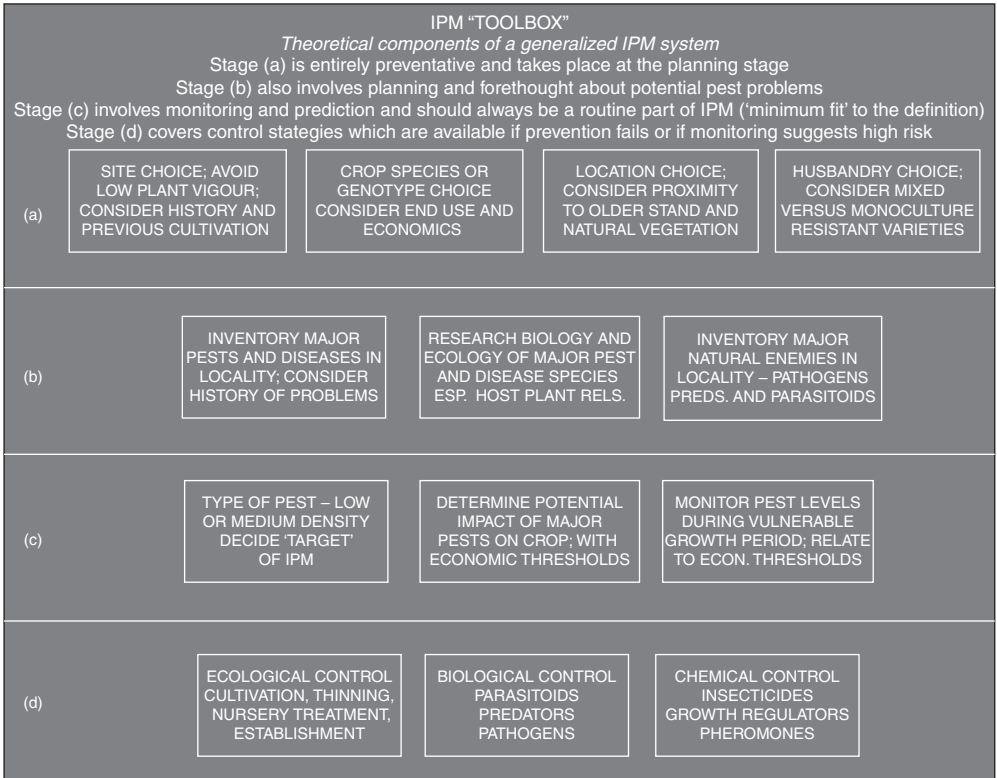 IPM “TOOLBOX”
Theoretical components of a generalized IPM system
Stage (a) is entirely preventative and takes place at the planning stage
Stage (b) also involves planning and forethought about potential pest problems
Stage (c) involves monitoring and prediction and should always be a routine part of IPM (‘minimum fit’ to the definition)
Stage (d) covers control stategies which are available if prevention fails or if monitoring suggests high risk
(a)
SITE CHOICE; AVOID
LOW PLANT VIGOUR;
CONSIDER HISTORY AND
PREVIOUS CULTIVATION
CROP SPECIES OR
GENOTYPE CHOICE
CONSIDER END USE AND
ECONOMICS
LOCATION CHOICE;
CONSIDER PROXIMITY
TO OLDER STAND AND
NATURAL VEGETATION
HUSBANDRY CHOICE;
CONSIDER MIXED
VERSUS MONOCULTURE
RESISTANT VARIETIES
(b)
INVENTORY MAJOR
PESTS AND DISEASES IN
LOCALITY; CONSIDER
HISTORY OF PROBLEMS
RESEARCH BIOLOGY AND
ECOLOGY OF MAJOR PEST
AND DISEASE SPECIES
ESP. HOST PLANT RELS.
INVENTORY MAJOR
NATURAL ENEMIES IN
LOCALITY – PATHOGENS
PREDS. AND PARASITOIDS
(c)
TYPE OF PEST – LOW
OR MEDIUM DENSITY
DECIDE ‘TARGET’
OF IPM
DETERMINE POTENTIAL
IMPACT OF MAJOR
PESTS ON CROP; WITH
ECONOMIC THRESHOLDS
MONITOR PEST LEVELS
DURING VULNERABLE
GROWTH PERIOD; RELATE
TO ECON. THRESHOLDS
(d)
ECOLOGICAL CONTROL
CULTIVATION, THINNING,
NURSERY TREATMENT,
ESTABLISHMENT
BIOLOGICAL CONTROL
PARASITOIDS
PREDATORS
PATHOGENS
CHEMICAL CONTROL
INSECTICIDES
GROWTH REGULATORS
PHEROMONES